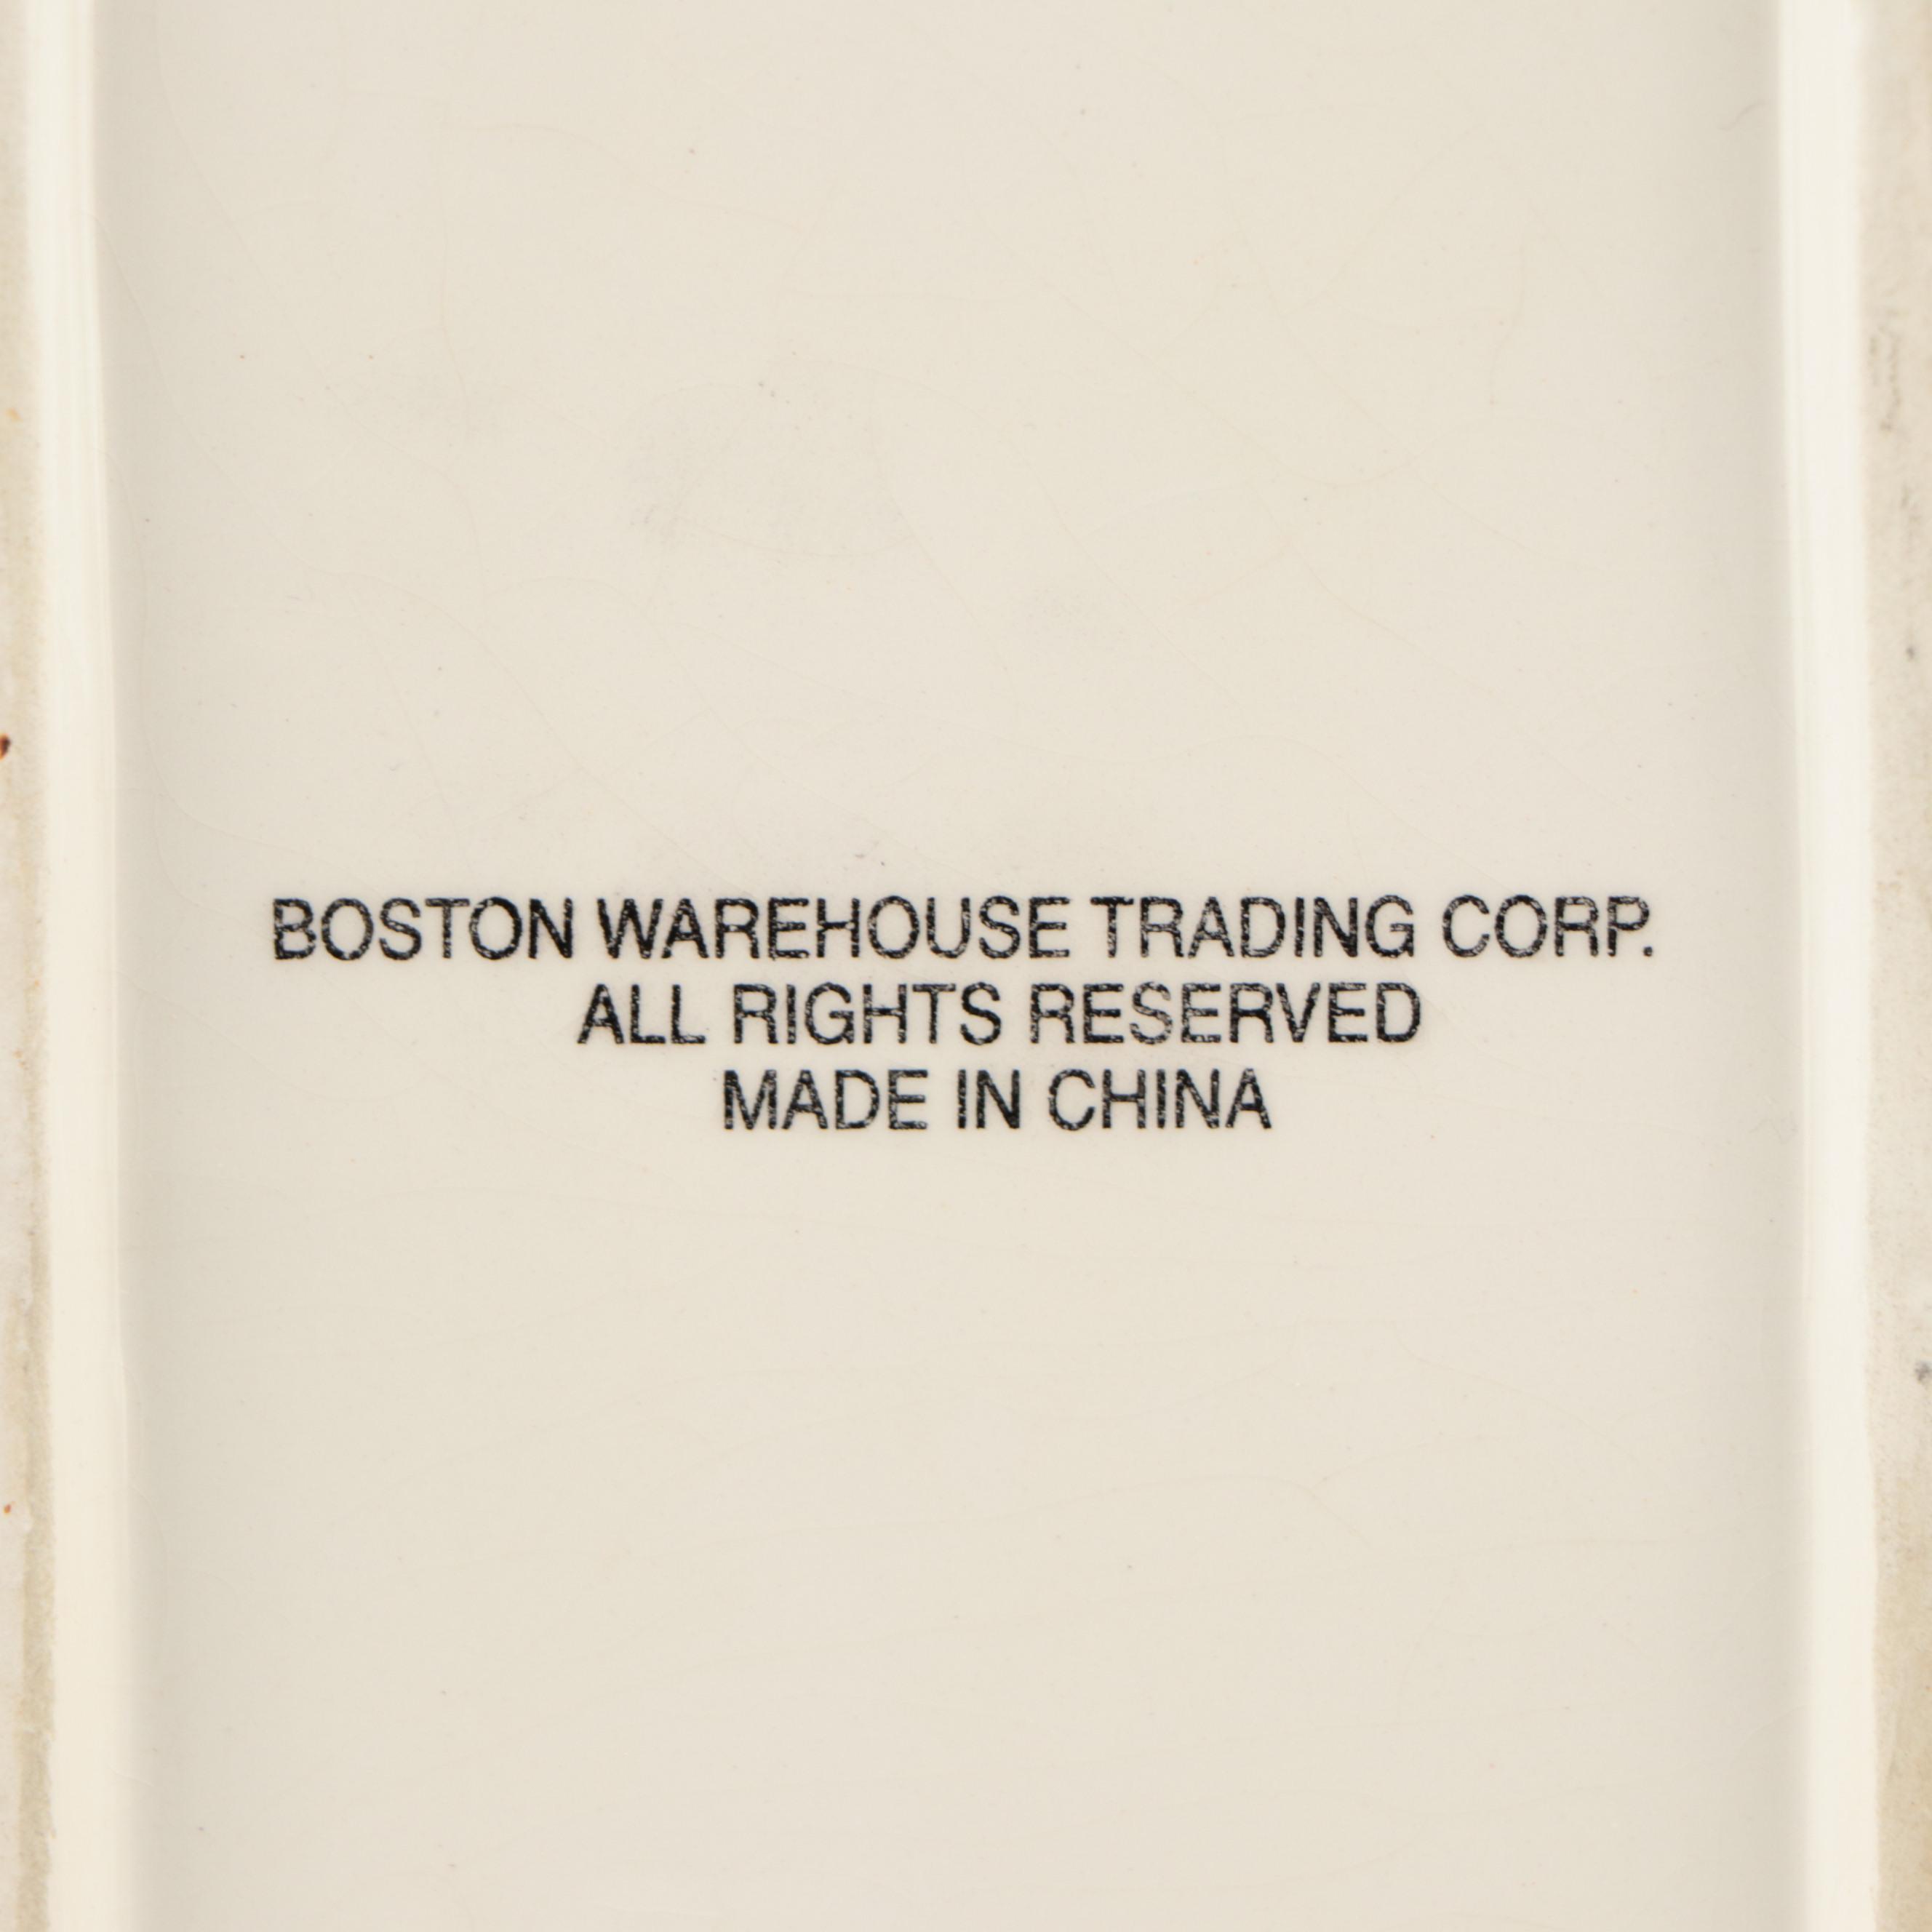 BOSTON WAREHOUSE TRADING CORP.
ALL RIGHTS RESERVED
MADE IN CHINA